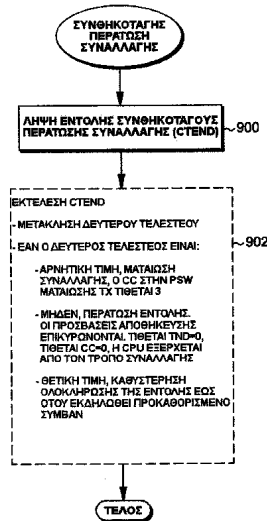 ΣΥΝΘΗΚΟΤΑΓΗΣ
ΠΕΡΑΤΩΣΗ
ΣΥΝΑΛΛΑΓΗΣ
ΛΗΨΗ ΕΝΤΟΛΗΣ ΣΥΝΘΗΚΟΤΑΓΟΥΣ
ΠΕΡΑΤΩΣΗΣ ΣΥΝΑΛΛΑΓΗΣ (CTEND)
900
ΕΚΤΕΛΕΣΗ CTEND
- ΜΕΤΑΚΛΗΣΗ ΔΕΥΤΕΡΟΥ ΤΕΛΕΣΤΕΟΥ
- ΕΑΝ Ο ΔΕΥΤΕΡΟΣ ΤΕΛΕΣΤΕΟΣ ΕΙΝΑΙ:
902
- ΑΡΝΗΤΙΚΗ ΤΙΜΗ, ΜΑΤΑΙΩΣΗ
ΣΥΝΑΛΛΑΓΗΣ, Ο CC ΣΤΗΝ PSW
ΜΑΤΑΙΩΣΗΣ TX ΤΙΘΕΤΑΙ 3
- ΜΗΔΕΝ, ΠΕΡΑΤΩΣΗ ΕΝΤΟΛΗΣ.
ΟΙ ΠΡΟΣΒΑΣΕΙΣ ΑΠΟΘΗΚΕΥΣΗΣ
ΕΠΙΚΥΡΩΝΟΝΤΑΙ. ΤΙΘΕΤΑΙ TND=0,
ΤΙΘΕΤΑΙ CC=0, Η CPU ΕΞΕΡΧΕΤΑΙ
ΑΠΟ ΤΟΝ ΤΡΟΠΟ ΣΥΝΑΛΛΑΓΗΣ
- ΘΕΤΙΚΗ ΤΙΜΗ, ΚΑΘΥΣΤΕΡΗΣΗ
ΟΛΟΚΛΗΡΩΣΗΣ ΤΗΣ ΕΝΤΟΛΗΣ ΕΩΣ
ΟΤΟΥ ΕΚΔΗΛΩΘΕΙ ΠΡΟΚΑΘΟΡΙΣΜΕΝΟ
ΣΥΜΒΑΝ
ΤΕΛΟΣ